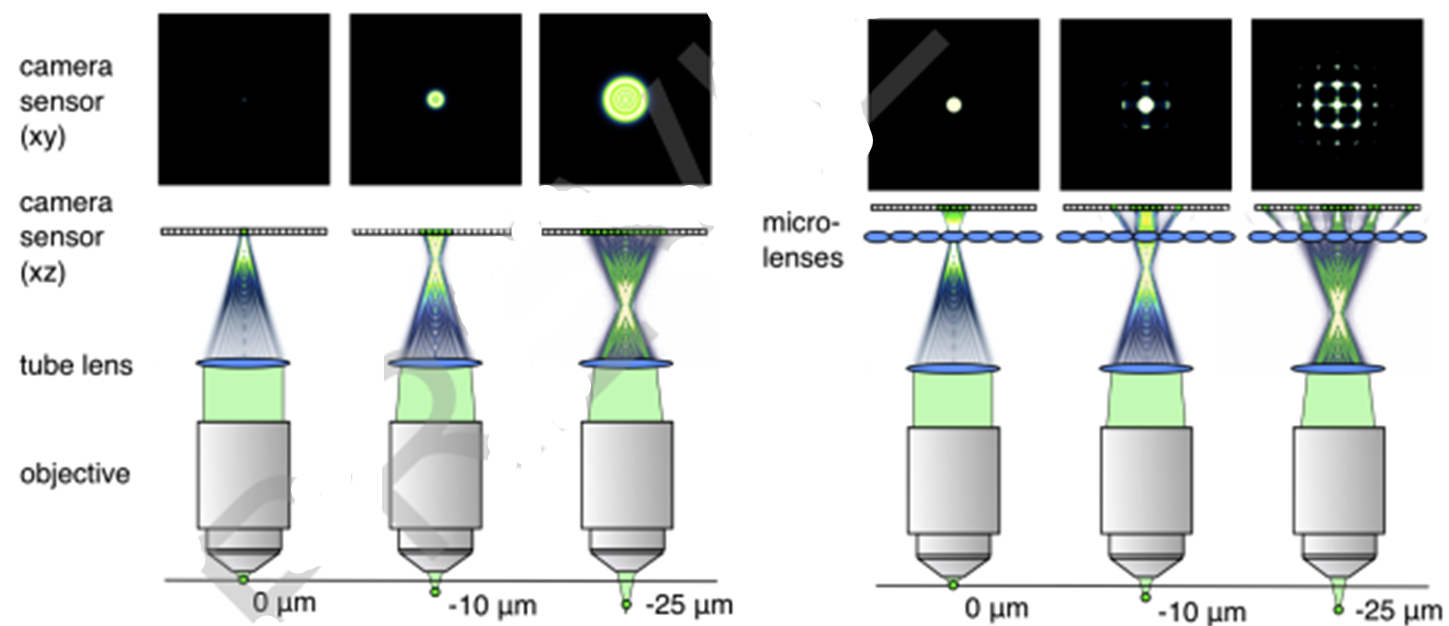 camera
sensor
(xy)
camera
sensor
(xz)
tube lens
objective
0 µm
-10 µm
-25 µm
micro-
lenses
0 µm
-10 µm
-25 µm